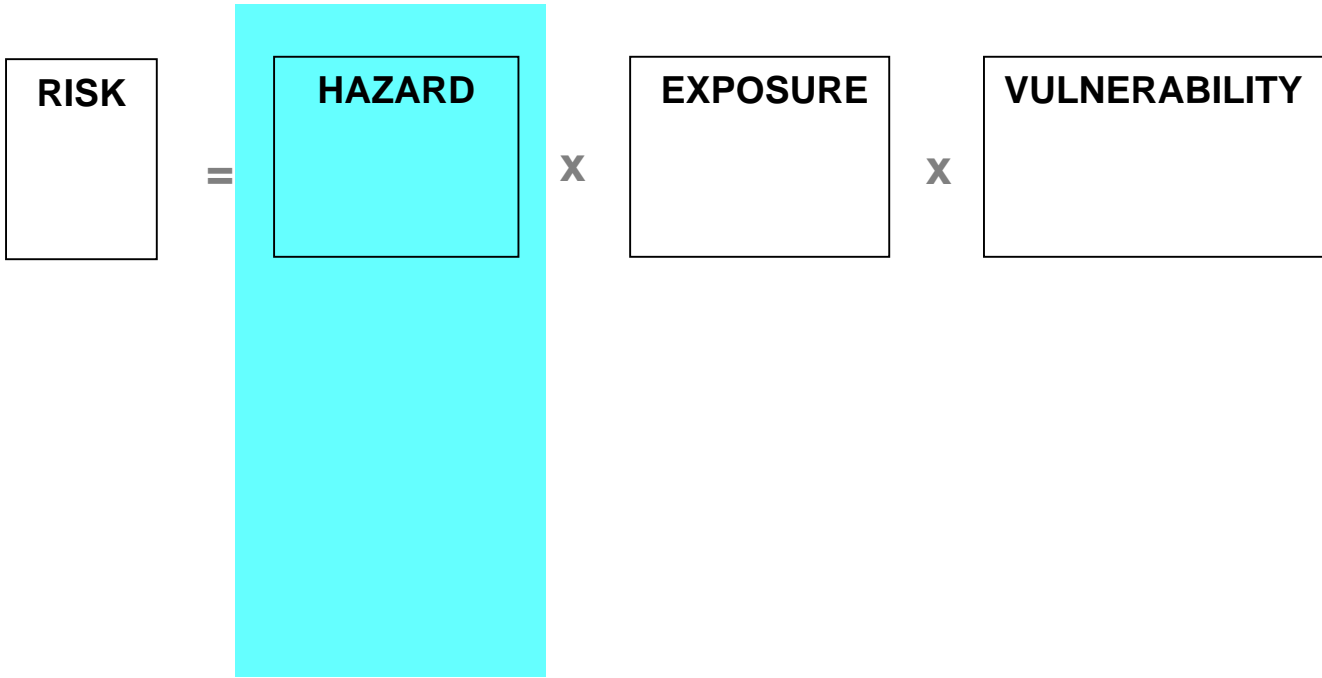 RISK = HAZARD x EXPOSURE x VULNERABILITY